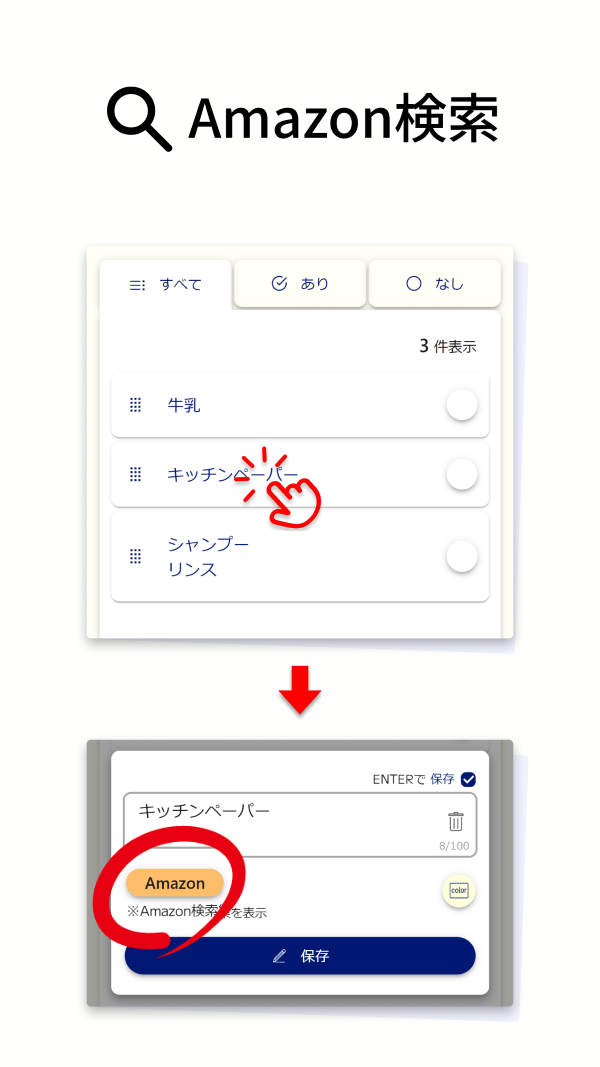 Amazon検索
すべて
あり
なし
3 件表示
牛乳
キッチンペーパー
シャンプー
リンス
ENTERで 保存
キッチンペーパー
8/100
Amazon
color
※Amazon検索集を表示
保存